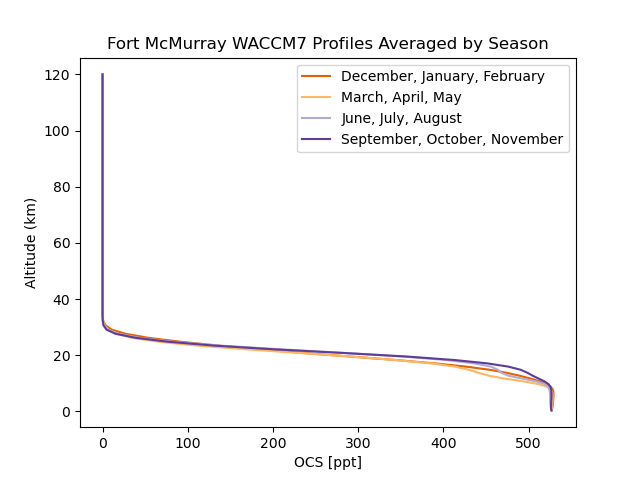 Fort McMurray WACCM7 Profiles Averaged by Season
December, January, February
March, April, May
June, July, August
September, October, November
120
100
80
60
40
20
0
Altitude (km)
0 100 200 300 400 500
OCS [ppt]